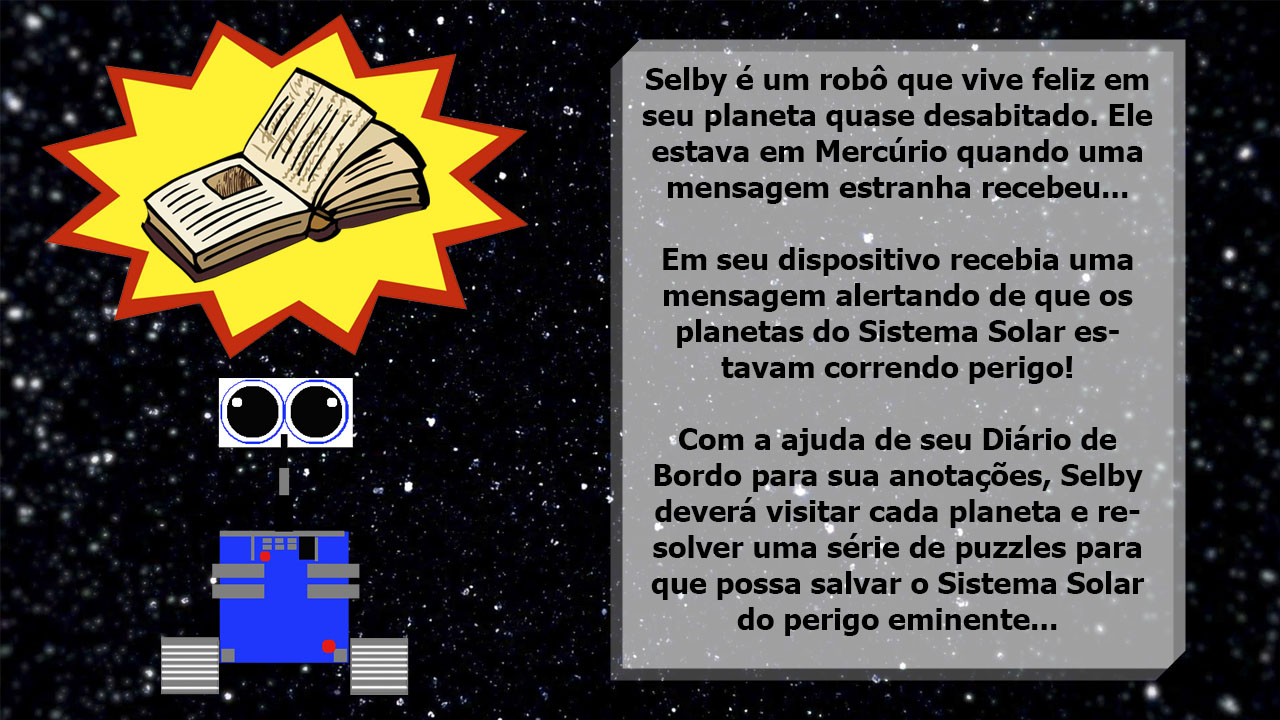 Selby é um robô que vive feliz em
seu planeta quase desabitado. Ele
estava em Mercúrio quando uma
mensagem estranha recebeu...
Em seu dispositivo recebia uma
mensagem alertando de que os
planetas do Sistema Solar es-
tavam correndo perigo!
Com a ajuda de seu Diário de
Bordo para sua anotações, Selby
deverá visitar cada planeta e re-
solver uma série de puzzles para
que possa salvar o Sistema Solar
do perigo eminente...